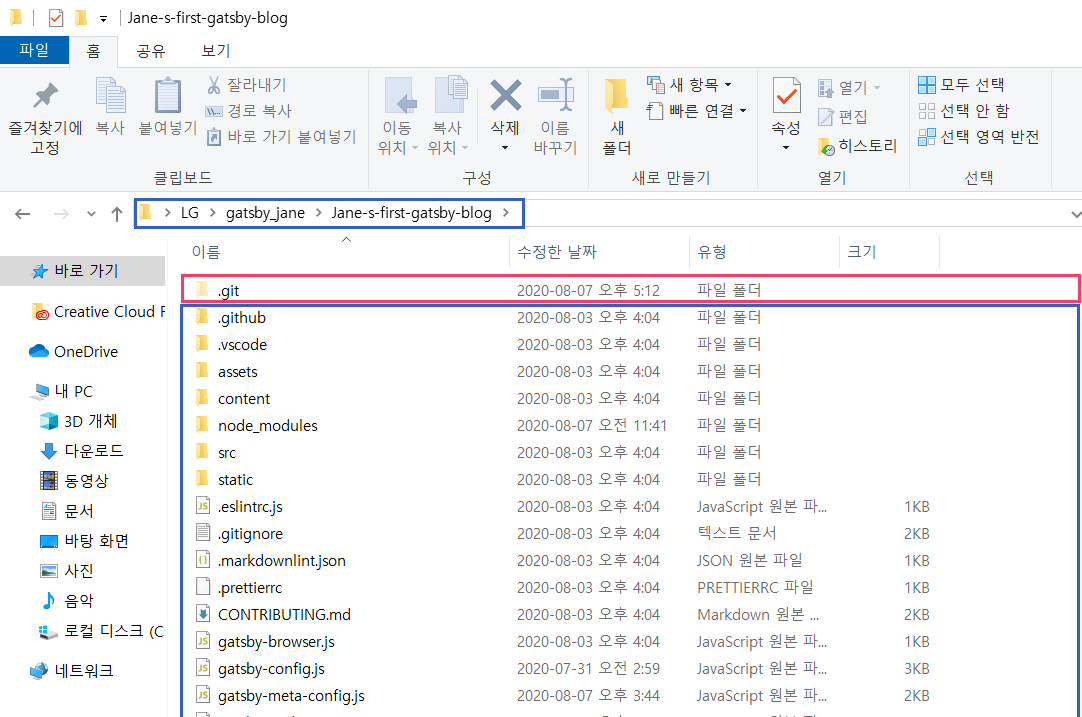 Jane-s-first-gatsby-blog
파일 홈 공유 보기
즐겨찾기에 고정
복사
붙여넣기
잘라내기
경로 복사
바로 가기 붙여넣기
클립보드
이동 위치
복사 위치
삭제
이름 바꾸기
구성
새 폴더
새 항목
빠른 연결
새로 만들기
속성
열기
편집
히스토리
열기
모두 선택
선택 안 함
선택 영역 반전
선택
LG > gatsby_jane > Jane-s-first-gatsby-blog >
바로 가기
Creative Cloud F
OneDrive
내 PC
3D 개체
다운로드
동영상
문서
바탕 화면
사진
음악
로컬 디스크 (C:
네트워크
이름 수정한 날짜 유형 크기
.git 2020-08-07 오후 5:12 파일 폴더
.github 2020-08-03 오후 4:04 파일 폴더
.vscode 2020-08-03 오후 4:04 파일 폴더
assets 2020-08-03 오후 4:04 파일 폴더
content 2020-08-03 오후 4:04 파일 폴더
node_modules 2020-08-07 오전 11:41 파일 폴더
src 2020-08-03 오후 4:04 파일 폴더
static 2020-08-03 오후 4:04 파일 폴더
.eslintrc.js 2020-08-03 오후 4:04 JavaScript 원본 파... 1KB
.gitignore 2020-08-03 오후 4:04 텍스트 문서 2KB
.markdownlint.json 2020-08-03 오후 4:04 JSON 원본 파일 1KB
.prettierrc 2020-08-03 오후 4:04 PRETTIERRC 파일 1KB
CONTRIBUTING.md 2020-08-03 오후 4:04 Markdown 원본 ... 2KB
gatsby-browser.js 2020-08-03 오후 4:04 JavaScript 원본 파... 1KB
gatsby-config.js 2020-07-31 오전 2:59 JavaScript 원본 파... 3KB
gatsby-meta-config.js 2020-08-07 오후 3:44 JavaScript 원본 파... 2KB